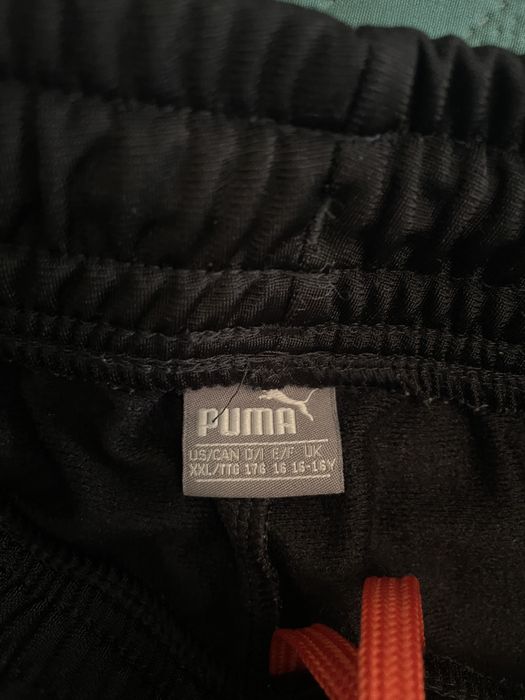 PUMA
US/CAN D/I E/F UK
XXL/TTG 176 16 15-16Y